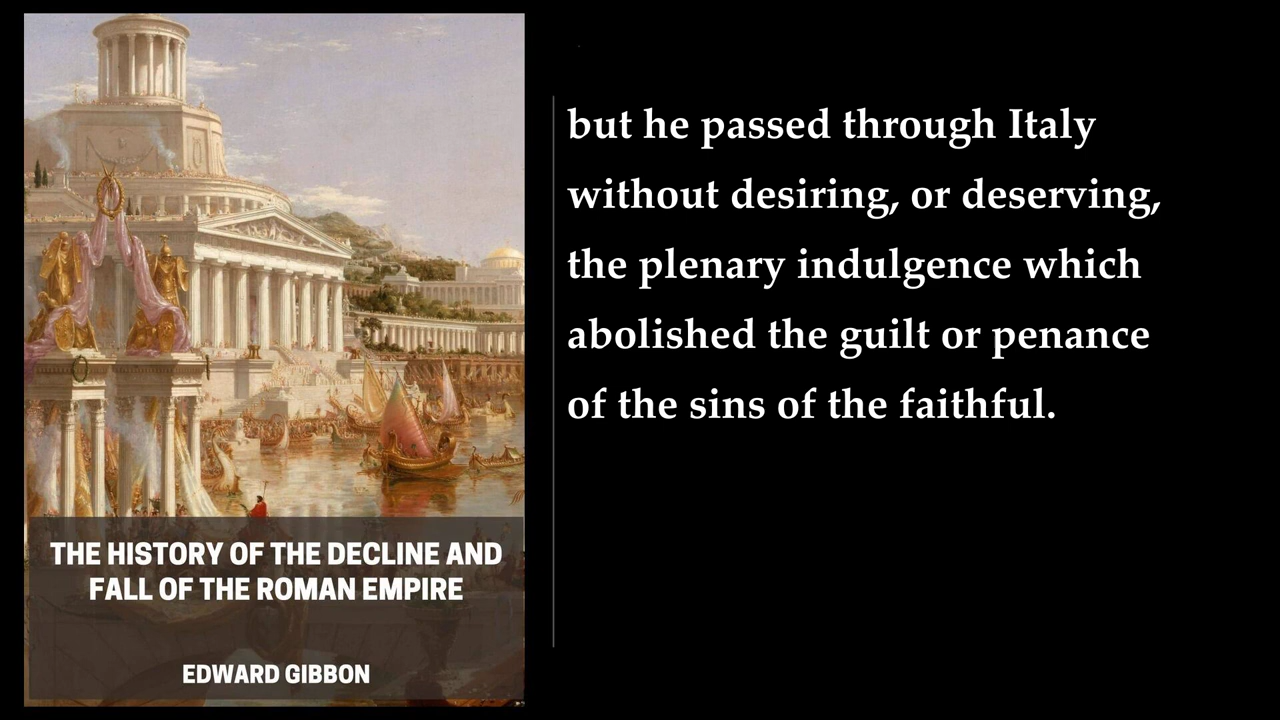 but he passed through Italy
without desiring, or deserving,
the plenary indulgence which
abolished the guilt or penance
of the sins of the faithful.
THE HISTORY OF THE DECLINE AND
FALL OF THE ROMAN EMPIRE
EDWARD GIBBON